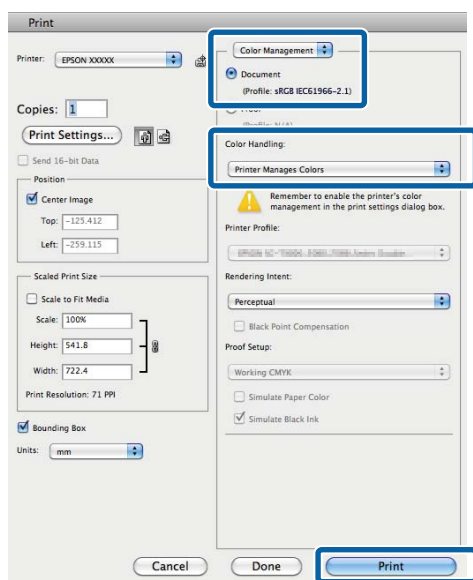 Print
Printer: EPSON XXXXX
Copies: 1
Print Settings...
Send 16-bit Data
Position
Center Image
Top: -125.412
Left: -259.115
Scaled Print Size
Scale to Fit Media
Scale: 100%
Height: 541.8
Width: 722.4
Print Resolution: 71 PPI
Bounding Box
Units: mm
Color Management
Document
(Profile: sRGB IEC61966-2.1)
Color Handling:
Printer Manages Colors
Remember to enable the printer's color
management in the print settings dialog box.
Printer Profile:
Rendering Intent:
Perceptual
Black Point Compensation
Proof Setup:
Working CMYK
Simulate Paper Color
Simulate Black Ink
Cancel
Done
Print